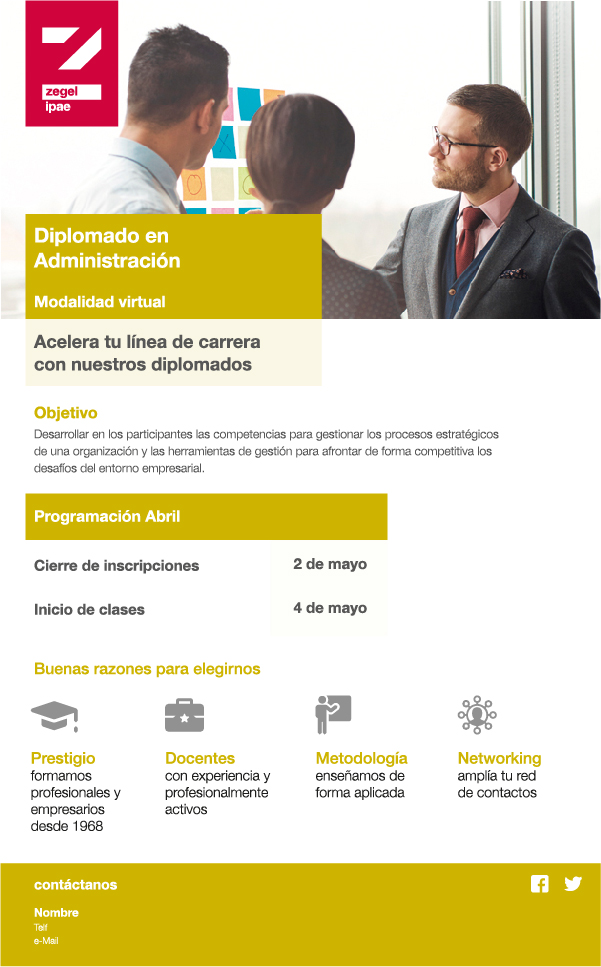 zegel
ipae
Diplomado en
Administración
Modalidad virtual
Acelera tu línea de carrera
con nuestros diplomados
Objetivo
Desarrollar en los participantes las competencias para gestionar los procesos estratégicos
de una organización y las herramientas de gestión para afrontar de forma competitiva los
desafíos del entorno empresarial.
Programación Abril
Cierre de inscripciones 2 de mayo
Inicio de clases 4 de mayo
Buenas razones para elegirnos
Prestigio
formamos
profesionales y
empresarios
desde 1968
Docentes
con experiencia y
profesionalmente
activos
Metodología
enseñamos de
forma aplicada
Networking
amplía tu red
de contactos
contáctanos
Nombre
Telf
e-Mail